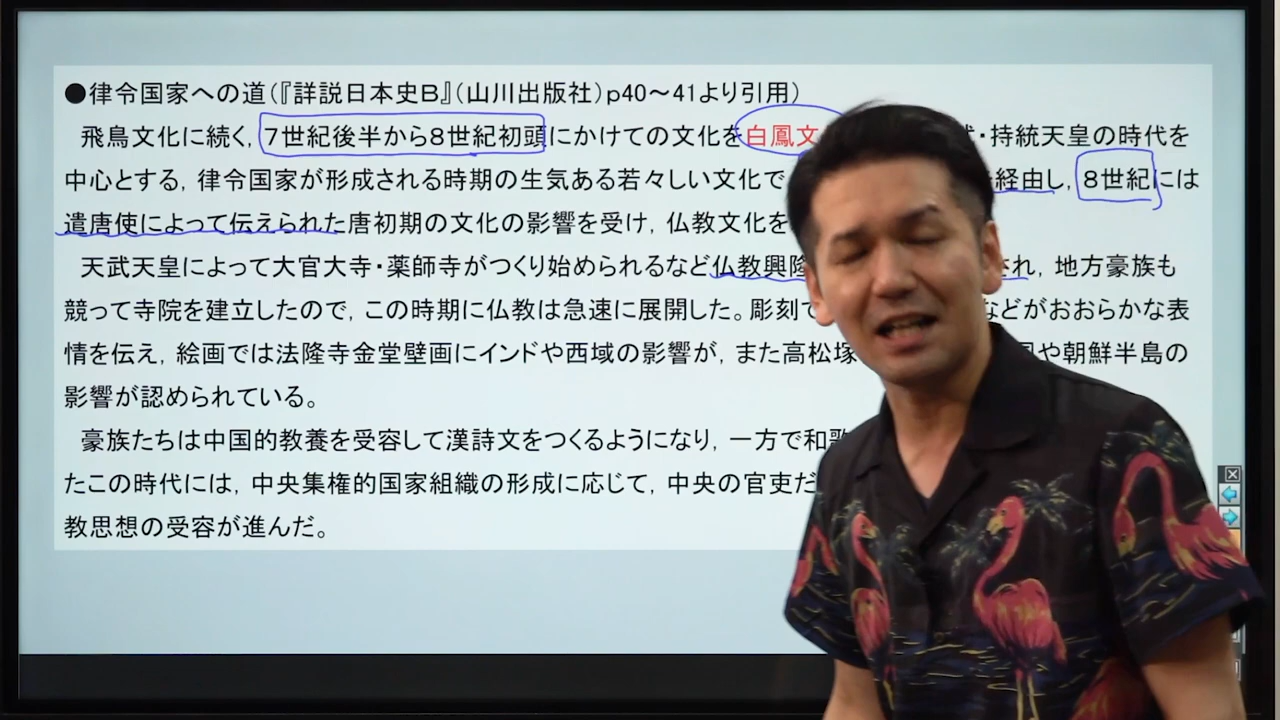 ●律令国家への道(『詳説日本史B』(山川出版社)p40～41より引用)
飛鳥文化に続く，7世紀後半から8世紀初頭にかけての文化を白鳳文 ・持統天皇の時代を
中心とする，律令国家が形成される時期の生気ある若々しい文化で 経由し，8世紀には
遣唐使によって伝えられた唐初期の文化の影響を受け，仏教文化を
天武天皇によって大官大寺・薬師寺がつくり始められるなど仏教興隆 され，地方豪族も
競って寺院を建立したので，この時期に仏教は急速に展開した。彫刻で などがおおらかな表
情を伝え，絵画では法隆寺金堂壁画にインドや西域の影響が，また高松塚 や朝鮮半島の
影響が認められている。
豪族たちは中国的教養を受容して漢詩文をつくるようになり，一方で和歌
たこの時代には，中央集権的国家組織の形成に応じて，中央の官吏だ
教思想の受容が進んだ。